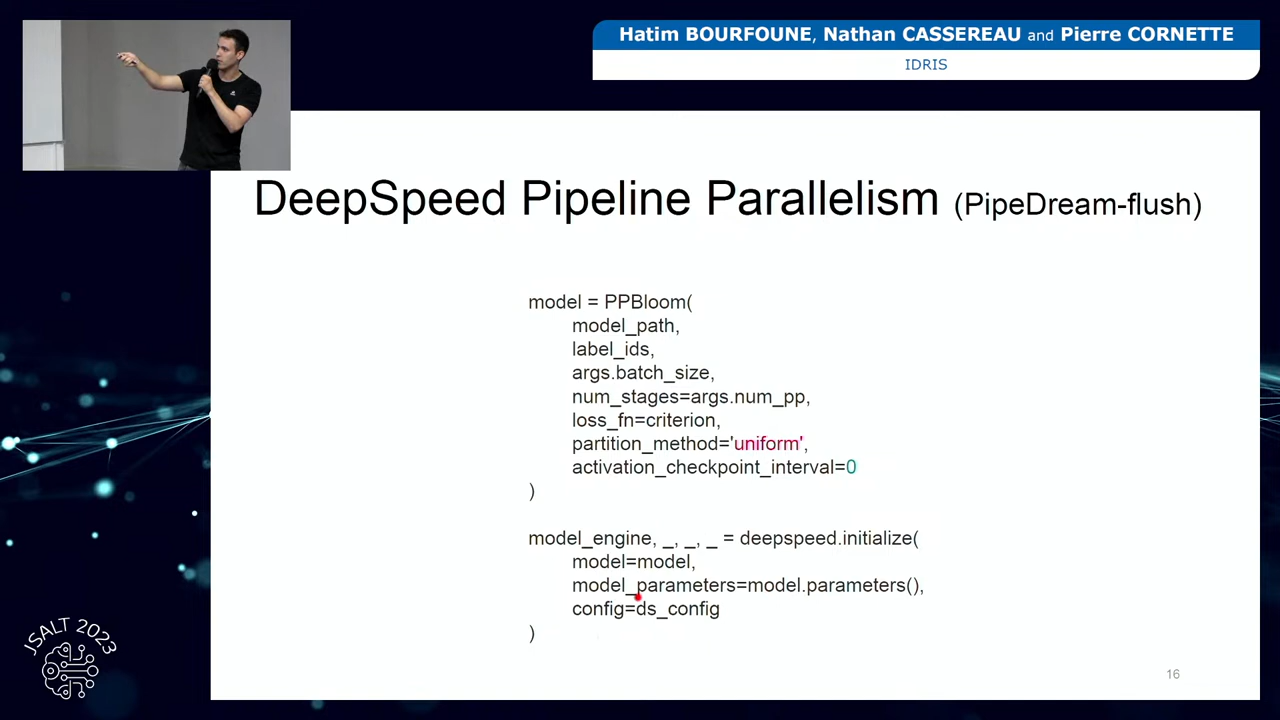 Hatim BOURFOUNE, Nathan CASSEREAU and Pierre CORNETTE
IDRIS
DeepSpeed Pipeline Parallelism (PipeDream-flush)
model = PPBloom(
model_path,
label_ids,
args.batch_size,
num_stages=args.num_pp,
loss_fn=criterion,
partition_method='uniform',
activation_checkpoint_interval=0
)
model_engine, _, _, _ = deepspeed.initialize(
model=model,
model_parameters=model.parameters(),
config=ds_config
)
JSALT 2023
16